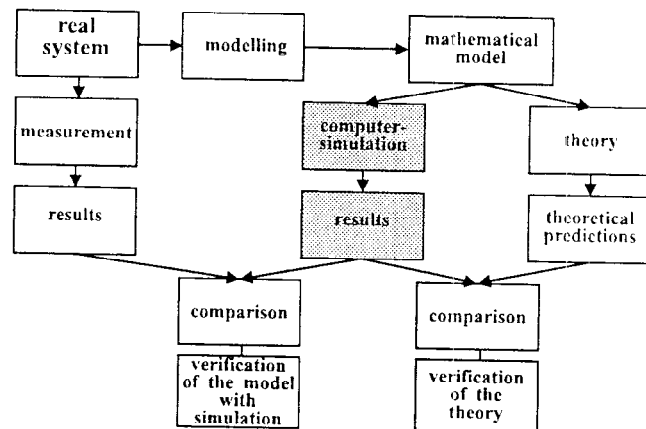 real
system
modelling
mathematical
model
measurement
computer-
simulation
theory
results
results
theoretical
predictions
comparison
comparison
verification
of the model
with
simulation
verification
of the
theory